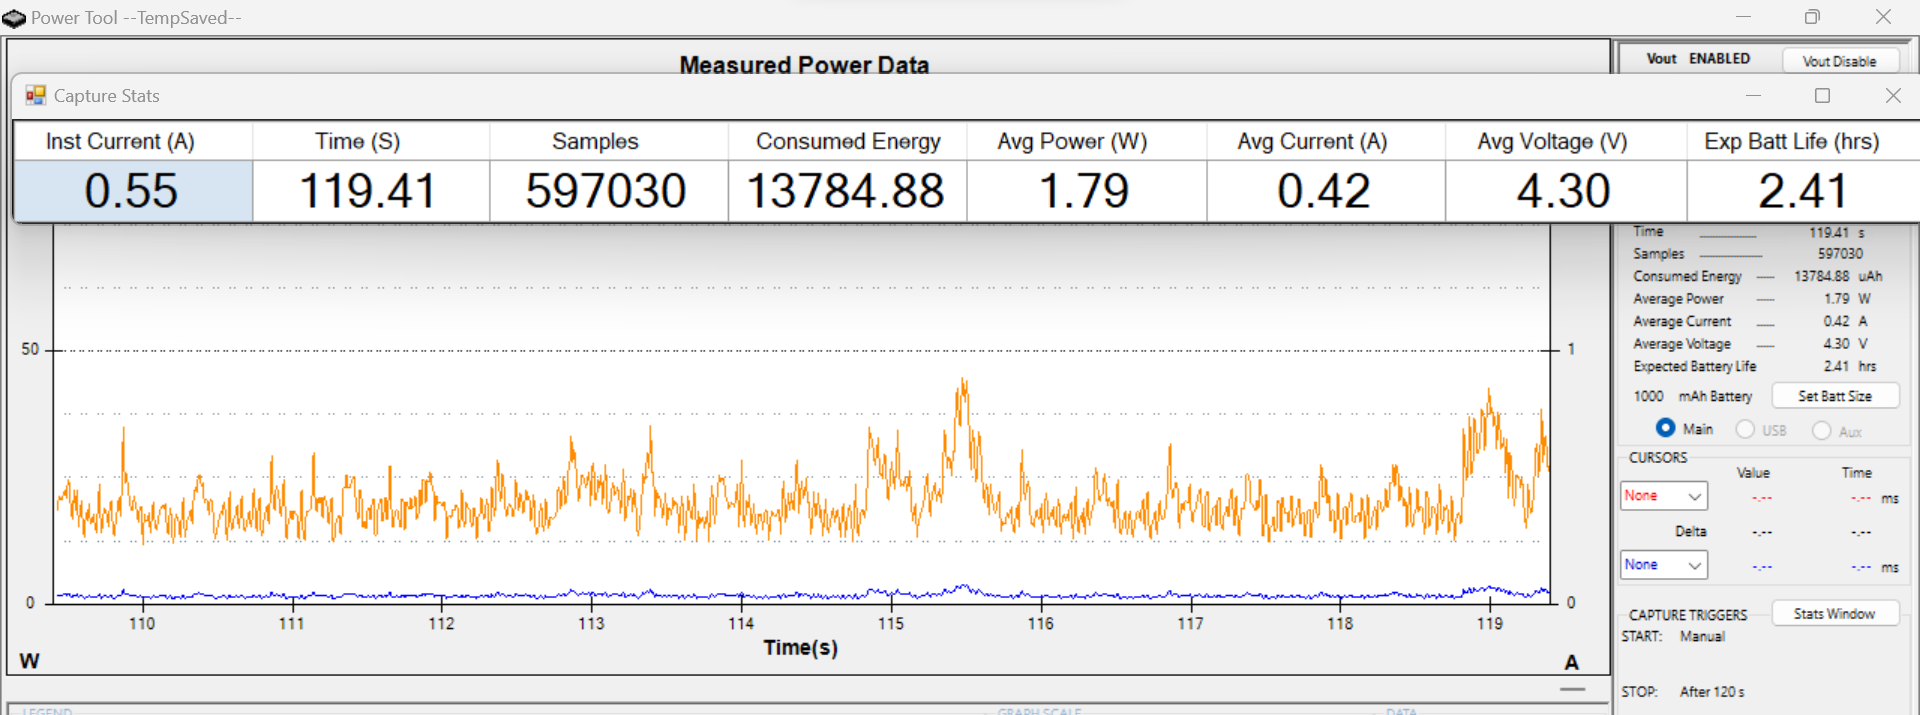 Power Tool --TempSaved--
Measured Power Data
Vout ENABLED Vout Disable
Capture Stats
Inst Current (A) Time (S) Samples Consumed Energy Avg Power (W) Avg Current (A) Avg Voltage (V) Exp Batt Life (hrs)
0.55 119.41 597030 13784.88 1.79 0.42 4.30 2.41
Time 119.41 s
Samples 597030
Consumed Energy 13784.88 uAh
Average Power 1.79 W
Average Current 0.42 A
Average Voltage 4.30 V
Expected Battery Life 2.41 hrs
1000 mAh Battery Set Batt Size
Main USB Aux
CURSORS
Value Time
None -.-- -.-- ms
Delta -.-- -.--
None -.-- -.-- ms
CAPTURE TRIGGERS Stats Window
START: Manual
STOP: After 120 s
50 1
0 0
110 111 112 113 114 115 116 117 118 119
Time(s)
W A
LEGEND GRAPH SCALE DATA